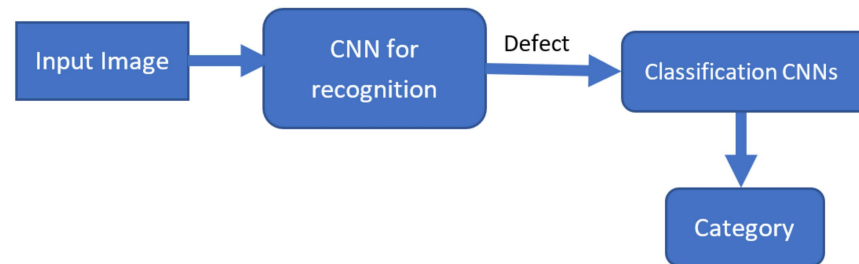 Input Image
CNN for
recognition
Defect
Classification CNNs
Category